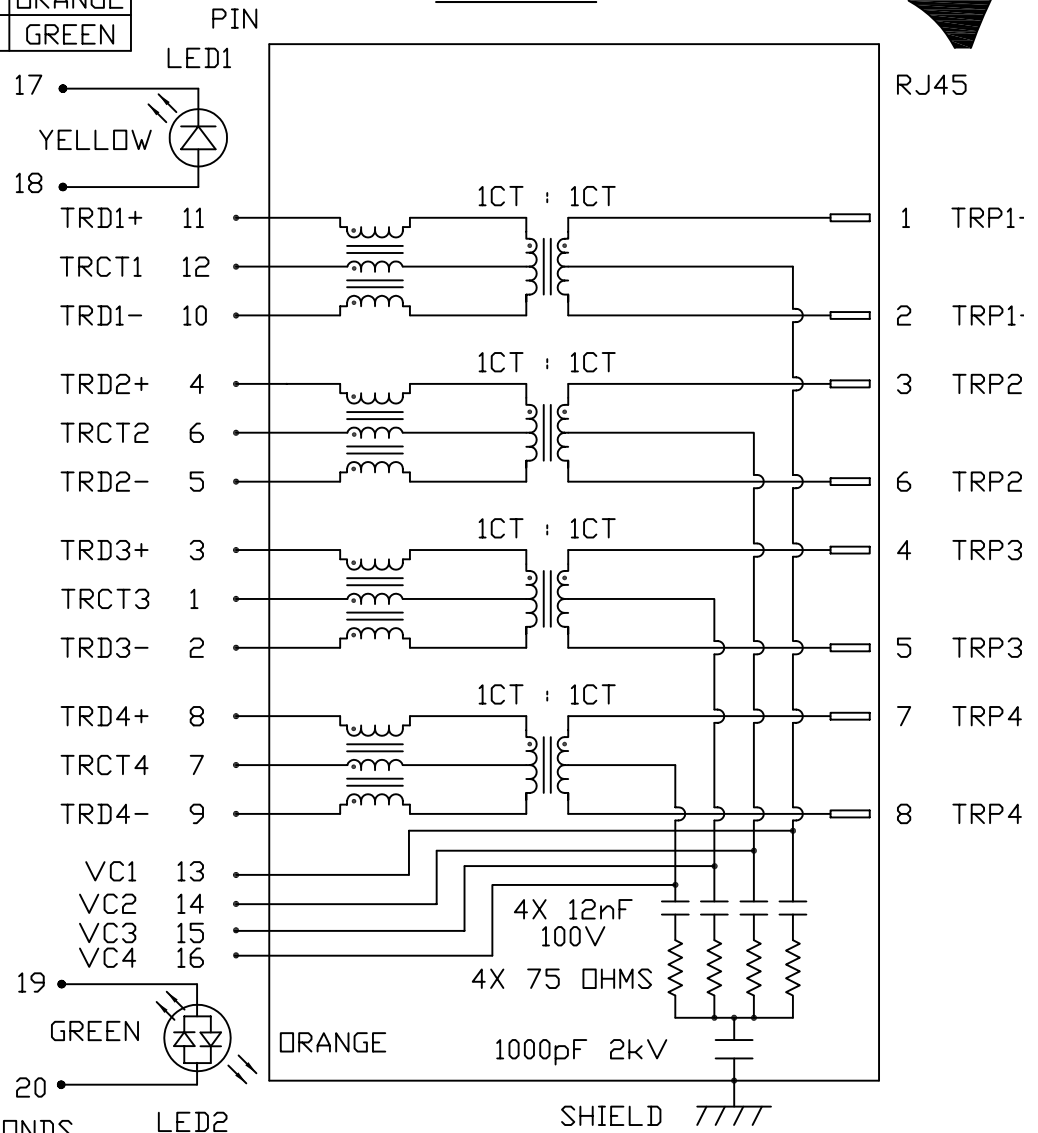 ORANGE
GREEN
PIN
LED1
17
RJ45
YELLOW
18
1CT : 1CT
TRD1+ 11 1 TRP1-
TRCT1 12
TRD1- 10 2 TRP1-
1CT : 1CT
TRD2+ 4 3 TRP2
TRCT2 6
TRD2- 5 6 TRP2
1CT : 1CT
TRD3+ 3 4 TRP3
TRCT3 1
TRD3- 2 5 TRP3
1CT : 1CT
TRD4+ 8 7 TRP4
TRCT4 7
TRD4- 9 8 TRP4
VC1 13
VC2 14
VC3 15
VC4 16
4X 12nF
100V
4X 75 OHMS
19
GREEN
ORANGE
1000pF 2kV
20
SHIELD
LED2
ONDS